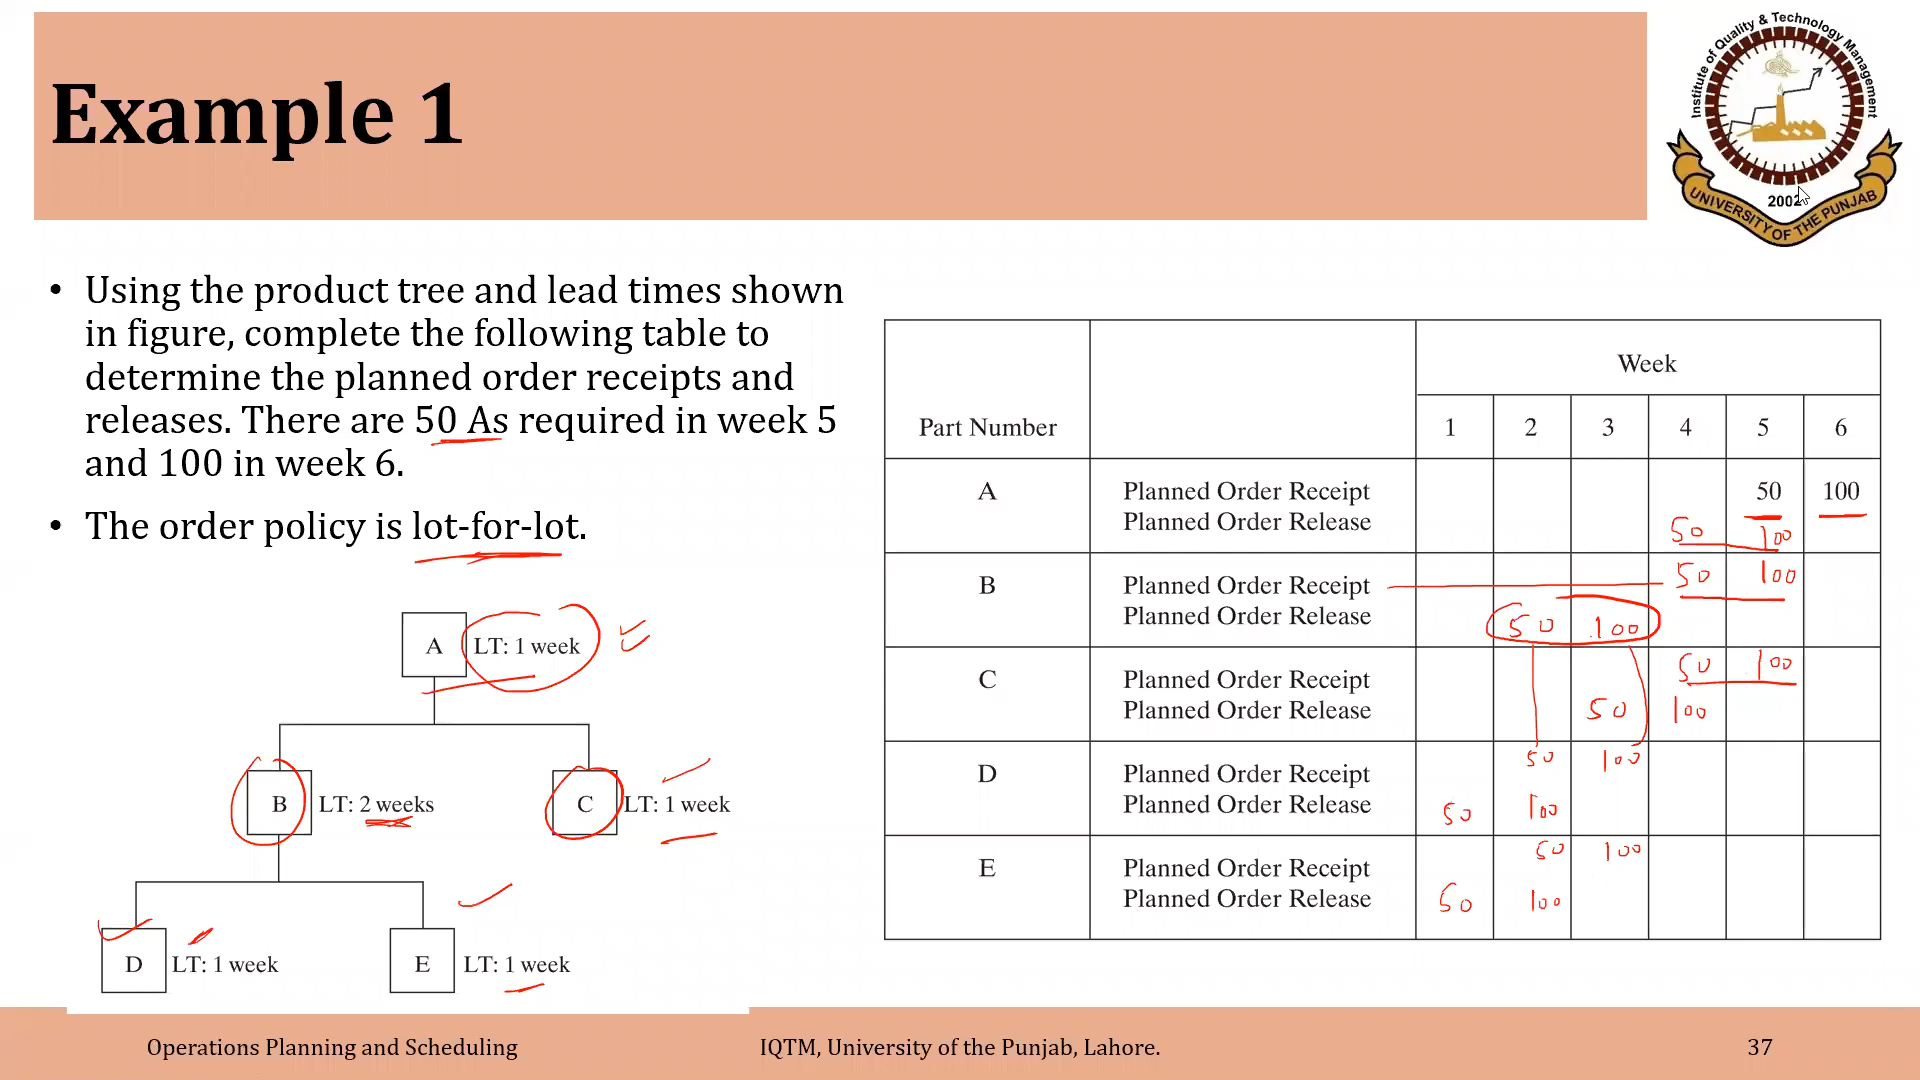 Example 1
Institute of Quality & Technology Management
2002
UNIVERSITY OF THE PUNJAB
• Using the product tree and lead times shown
in figure, complete the following table to
determine the planned order receipts and
releases. There are 50 As required in week 5
and 100 in week 6.
• The order policy is lot-for-lot.
A LT: 1 week
B LT: 2 weeks C LT: 1 week
D LT: 1 week E LT: 1 week
Week
Part Number 1 2 3 4 5 6
A Planned Order Receipt 50 100
Planned Order Release 50 100
B Planned Order Receipt 50 100
Planned Order Release 50 100
C Planned Order Receipt 50 100
Planned Order Release 50 100
D Planned Order Receipt 50 100
Planned Order Release 50 100
E Planned Order Receipt 50 100
Planned Order Release 50 100
Operations Planning and Scheduling IQTM, University of the Punjab, Lahore. 37